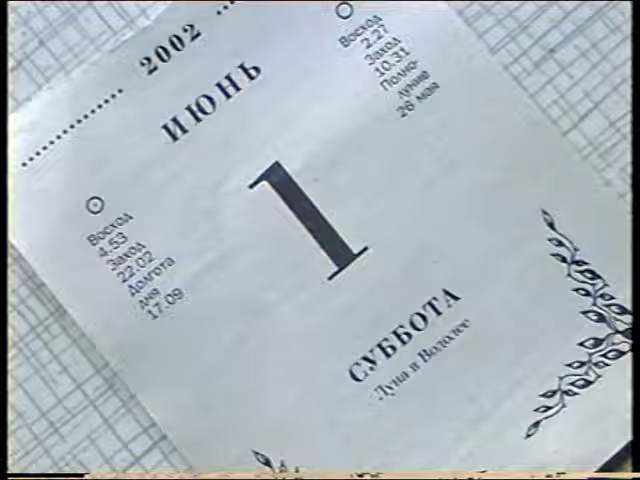 2002
ИЮНЬ
Восход
4.53
Заход
22.02
Долгота
дня
17.09
Восход
2.27
Заход
10.31
Полно-
луние
26 мая
1
СУББОТА
Луна в Водолее